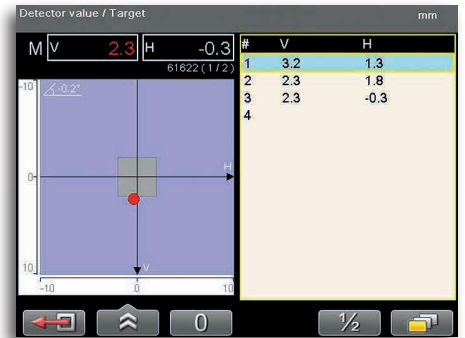 Detector value / Target mm
M V 2.3 H -0.3
61622 ( 1 / 2 )
# V H
1 3.2 1.3
2 2.3 1.8
3 2.3 -0.3
4
-10
-0.2°
0
H
10
V
-10 0 10
0
½